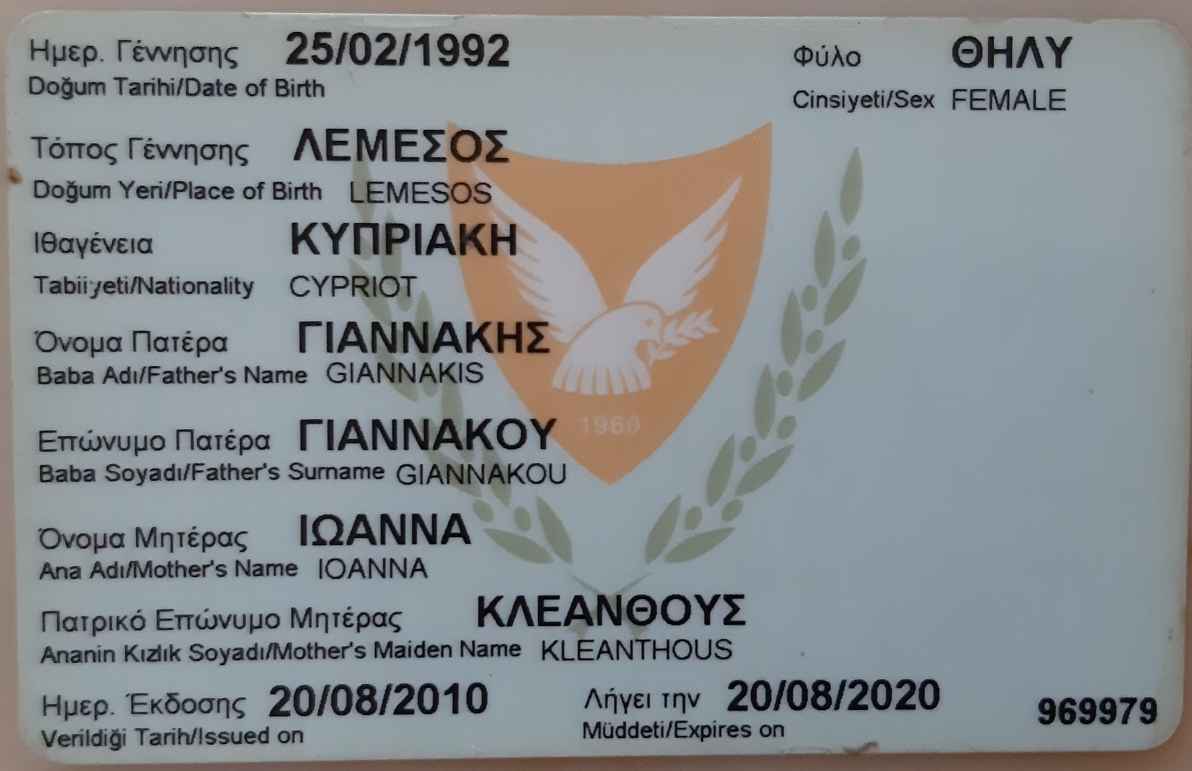 Ημερ. Γέννησης 25/02/1992 Φύλο ΘΗΛΥ
Doğum Tarihi/Date of Birth Cinsiyeti/Sex FEMALE
Τόπος Γέννησης ΛΕΜΕΣΟΣ
Doğum Yeri/Place of Birth LEMESOS
Ιθαγένεια ΚΥΠΡΙΑΚΗ
Tabiiyeti/Nationality CYPRIOT
Όνομα Πατέρα ΓΙΑΝΝΑΚΗΣ
Baba Adı/Father's Name GIANNAKIS
Επώνυμο Πατέρα ΓΙΑΝΝΑΚΟΥ
1960
Baba Soyadı/Father's Surname GIANNAKOU
Όνομα Μητέρας ΙΩΑΝΝΑ
Ana Adı/Mother's Name IOANNA
Πατρικό Επώνυμο Μητέρας ΚΛΕΑΝΘΟΥΣ
Ananin Kızlık Soyadı/Mother's Maiden Name KLEANTHOUS
Ημερ. Έκδοσης 20/08/2010 Λήγει την 20/08/2020 969979
Verildiği Tarih/Issued on Müddeti/Expires on